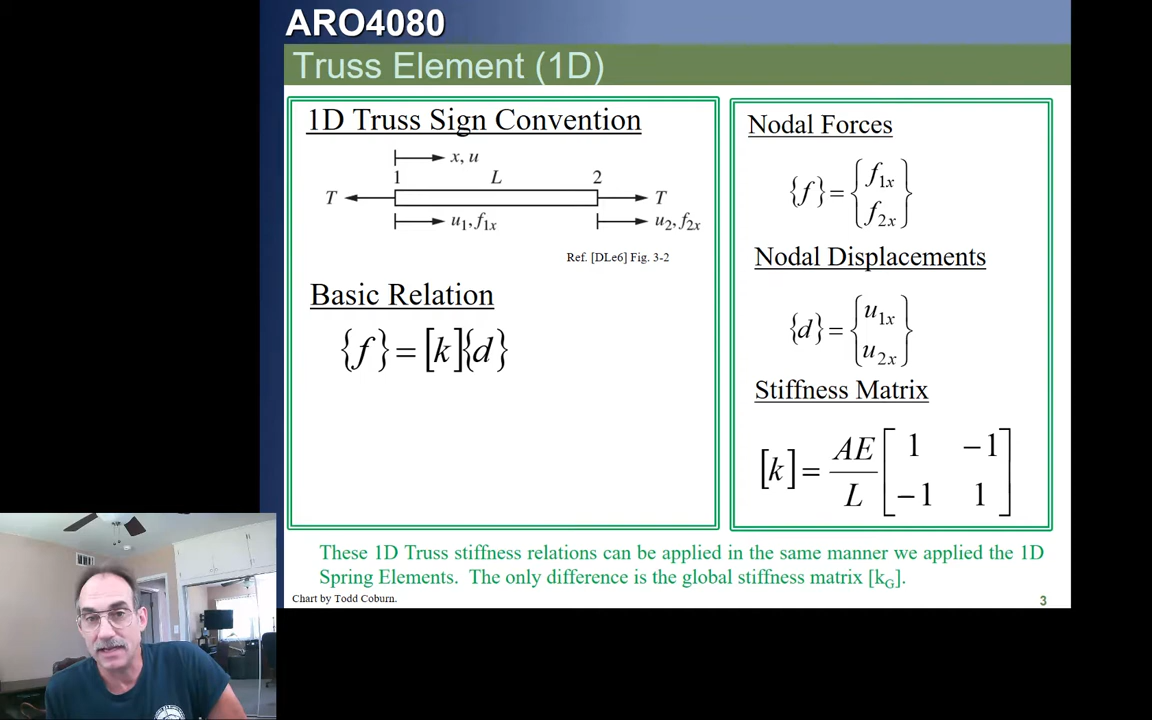 ARO4080
Truss Element (1D)
1D Truss Sign Convention
x, u
1 L 2
T T
u1, f1x u2, f2x
Ref. [DLe6] Fig. 3-2
Basic Relation
{f}=[k]{d}
Nodal Forces
{f}={f1x f2x}
Nodal Displacements
{d}={u1x u2x}
Stiffness Matrix
[k]=AE/L[1 −1 −1 1]
These 1D Truss stiffness relations can be applied in the same manner we applied the 1D
Spring Elements. The only difference is the global stiffness matrix [kG].
Chart by Todd Coburn.
3